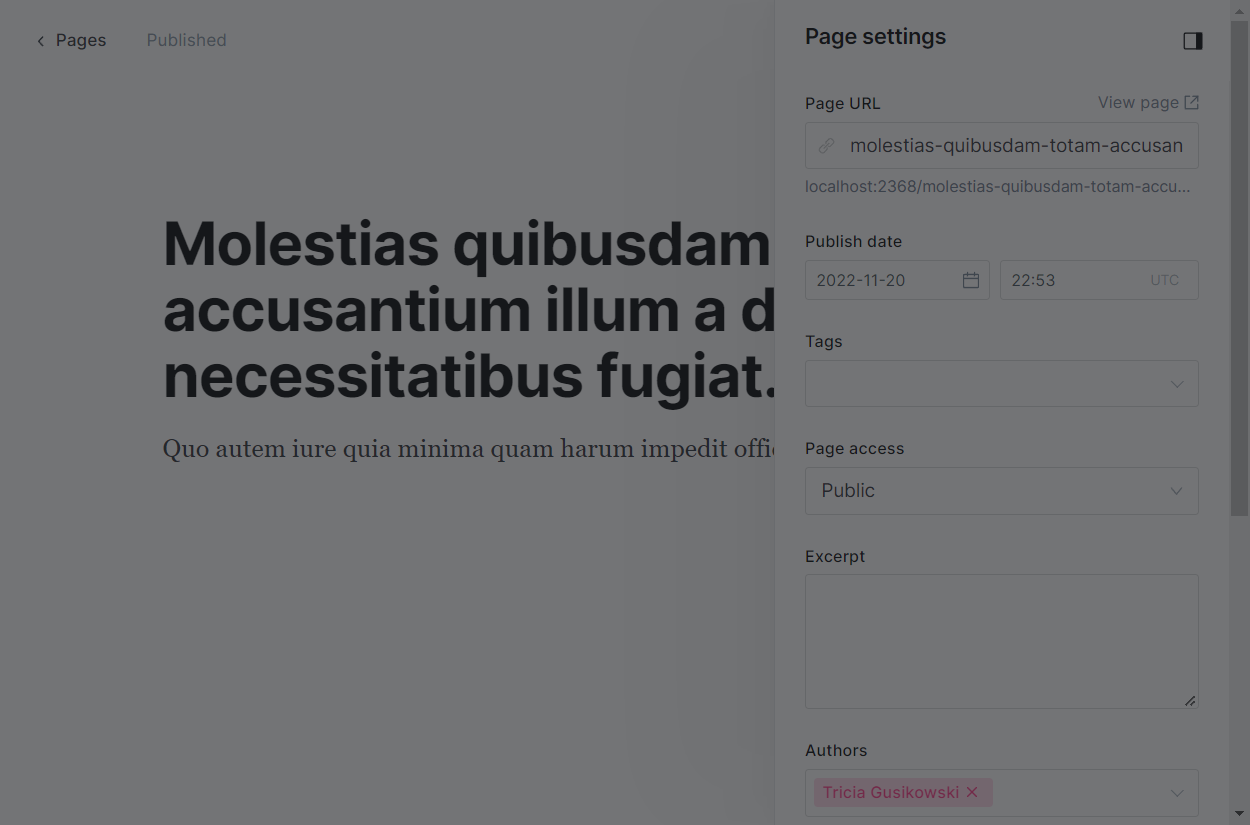 Pages
Published
Molestias quibusdam
accusantium illum a d
necessitatibus fugiat.
Quo autem iure quia minima quam harum impedit offi
Page settings
Page URL
View page
molestias-quibusdam-totam-accusan
localhost:2368/molestias-quibusdam-totam-accu...
Publish date
2022-11-20
22:53
UTC
Tags
Page access
Public
Excerpt
Authors
Tricia Gusikowski